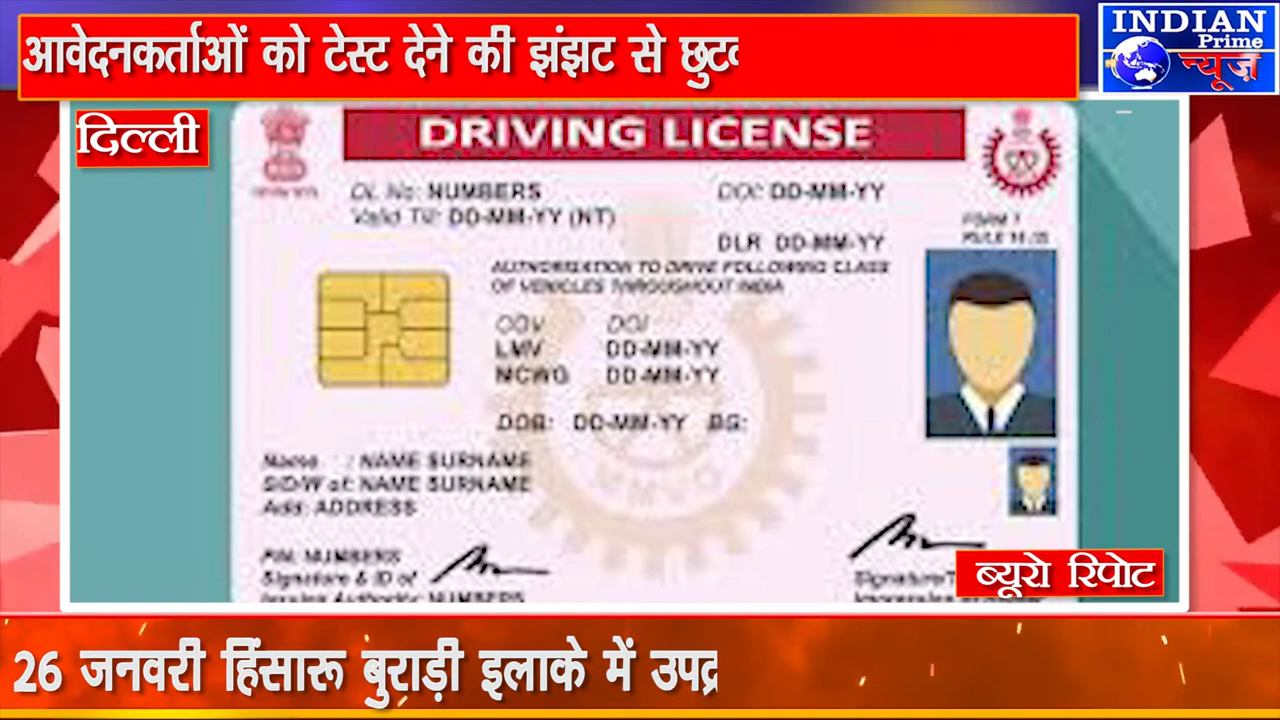 आवेदनकर्ताओं को टेस्ट देने की झंझट से
INDIAN
Prime
न्यूज़
दिल्ली
DRIVING LICENSE
DL No: NUMBERS
DOI: DD-MM-YY
Valid Till: DD-MM-YY (NT)
DLR DD-MM-YY
FORM 7
AUTHORISATION TO DRIVE FOLLOWING CLASS
OF VEHICLES THROUGHOUT INDIA
COV DOI
LMV DD-MM-YY
MCWG DD-MM-YY
DOB: DD-MM-YY BG:
Name : NAME SURNAME
S/D/W of: NAME SURNAME
Add: ADDRESS
PIN: NUMBERS
Signature & ID of
Issuing Authority: NUMBERS
ब्यूरो रिपोट
26 जनवरी हिंसारू बुराड़ी इलाके में